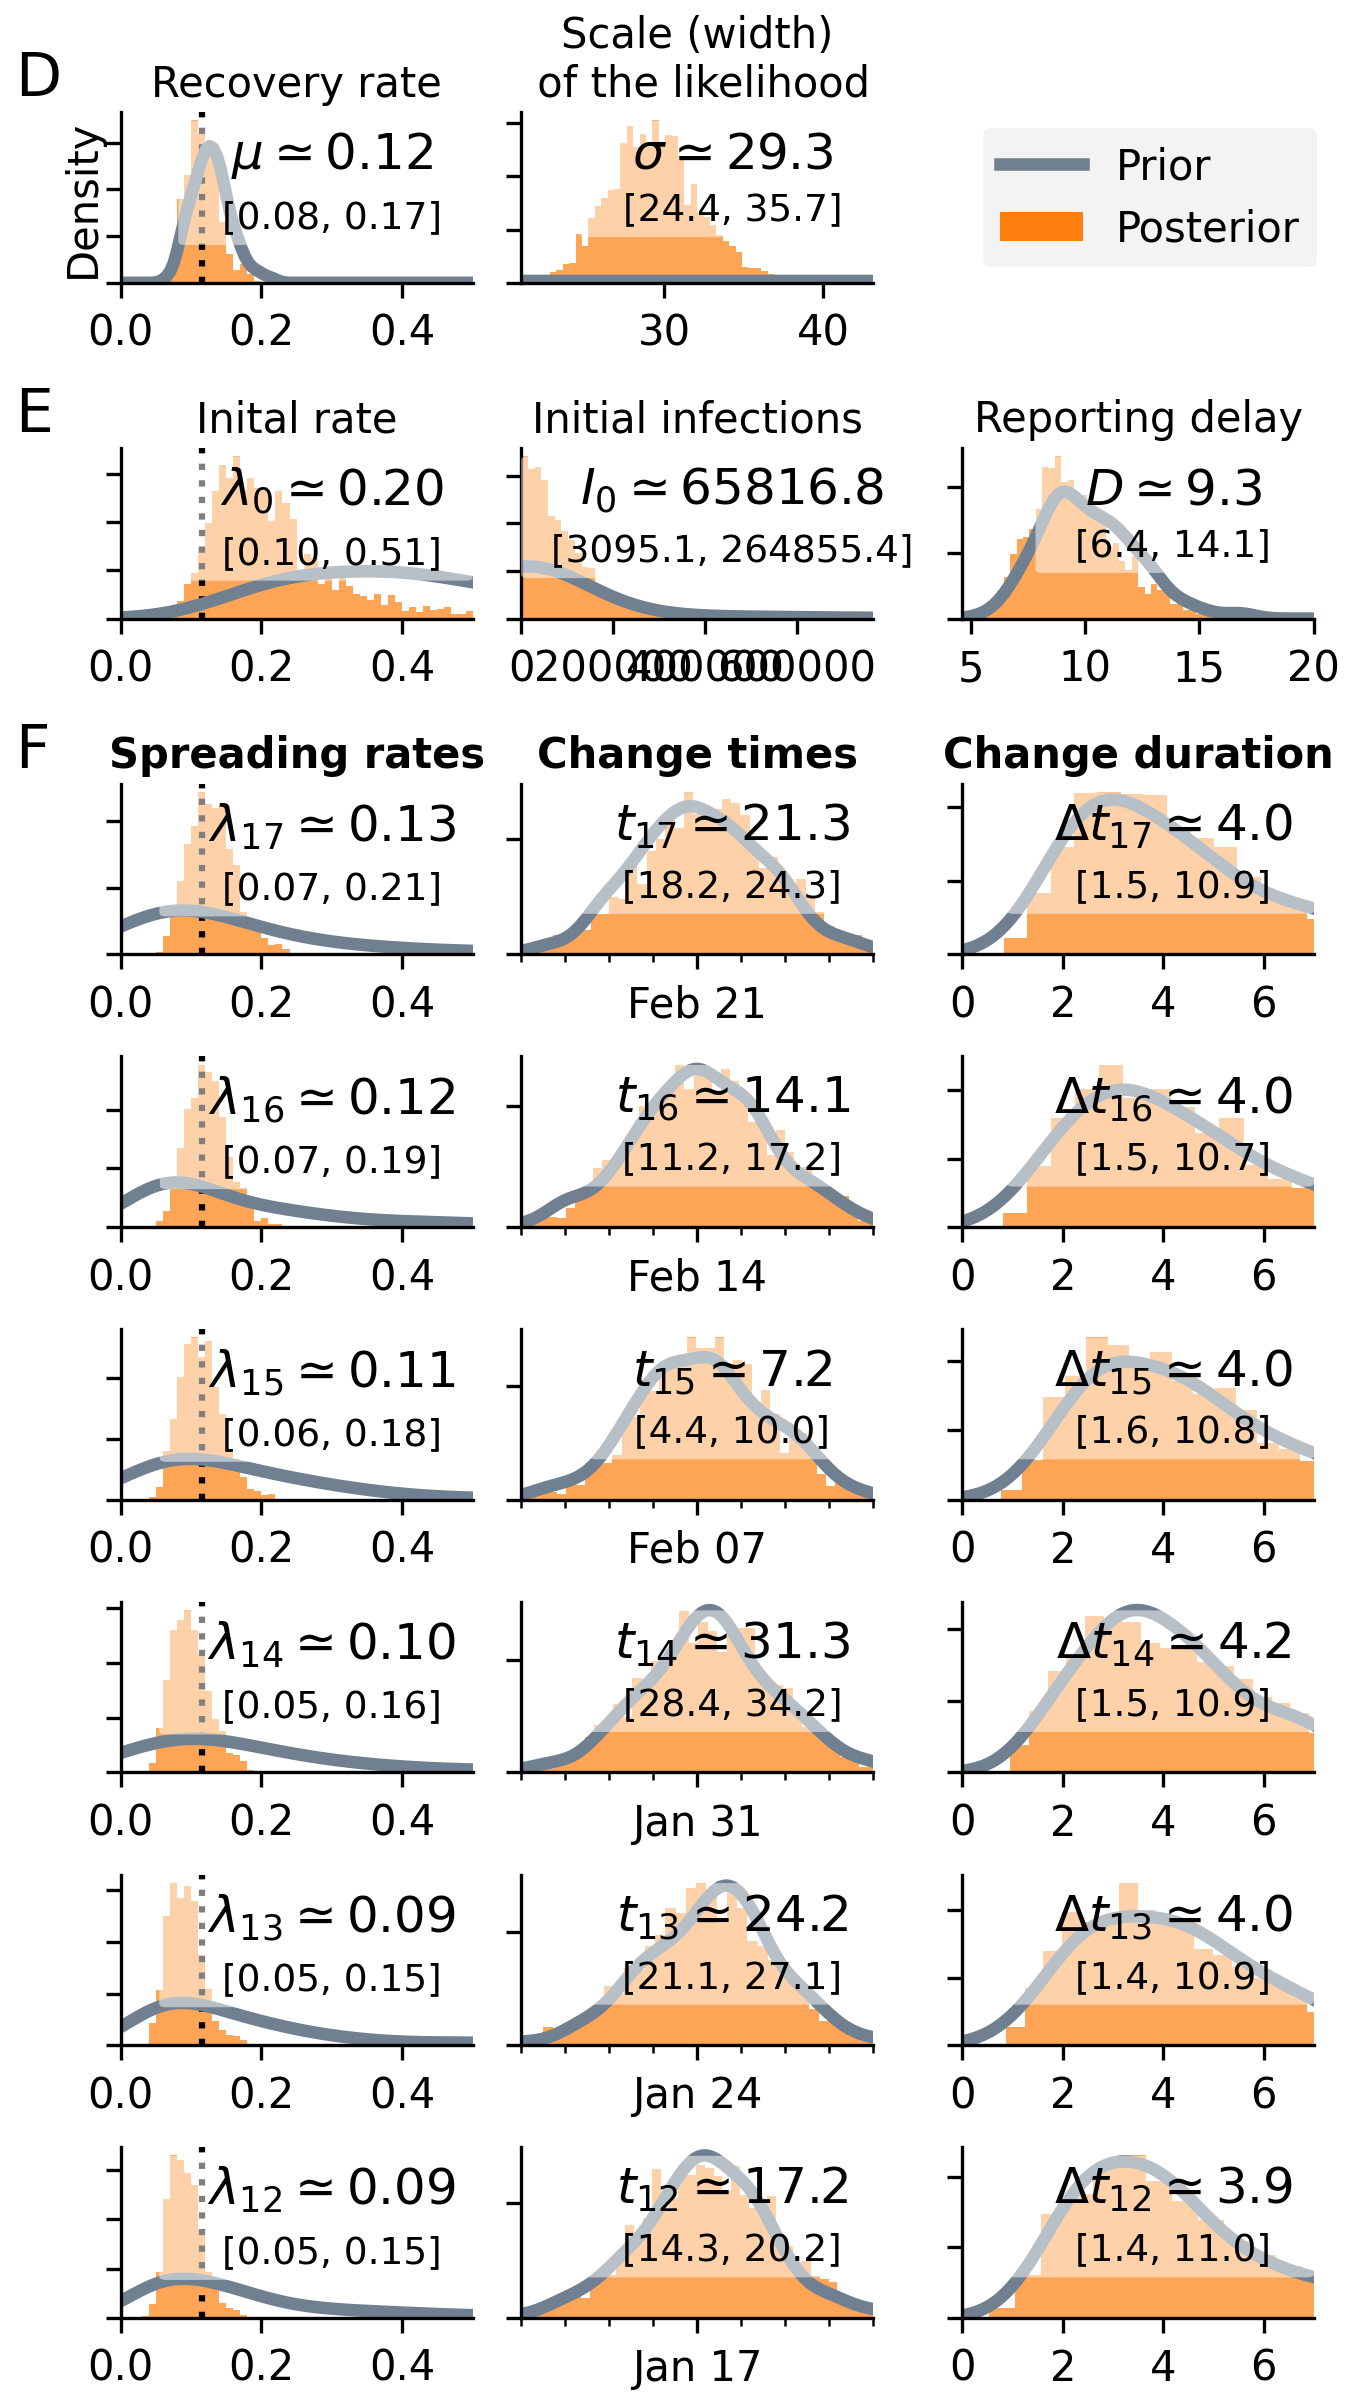 D
Recovery rate
Scale (width)
of the likelihood
Density
μ ≃ 0.12
[0.08, 0.17]
σ ≃ 29.3
[24.4, 35.7]
Prior
Posterior
0.0 0.2 0.4
30 40
E
Inital rate
Initial infections
Reporting delay
λ0 ≃ 0.20
[0.10, 0.51]
I0 ≃ 65816.8
[3095.1, 264855.4]
D ≃ 9.3
[6.4, 14.1]
0.0 0.2 0.4
0 200000 400000 600000
5 10 15 20
F
Spreading rates
Change times
Change duration
λ17 ≃ 0.13
[0.07, 0.21]
t17 ≃ 21.3
[18.2, 24.3]
Δt17 ≃ 4.0
[1.5, 10.9]
0.0 0.2 0.4
Feb 21
0 2 4 6
λ16 ≃ 0.12
[0.07, 0.19]
t16 ≃ 14.1
[11.2, 17.2]
Δt16 ≃ 4.0
[1.5, 10.7]
0.0 0.2 0.4
Feb 14
0 2 4 6
λ15 ≃ 0.11
[0.06, 0.18]
t15 ≃ 7.2
[4.4, 10.0]
Δt15 ≃ 4.0
[1.6, 10.8]
0.0 0.2 0.4
Feb 07
0 2 4 6
λ14 ≃ 0.10
[0.05, 0.16]
t14 ≃ 31.3
[28.4, 34.2]
Δt14 ≃ 4.2
[1.5, 10.9]
0.0 0.2 0.4
Jan 31
0 2 4 6
λ13 ≃ 0.09
[0.05, 0.15]
t13 ≃ 24.2
[21.1, 27.1]
Δt13 ≃ 4.0
[1.4, 10.9]
0.0 0.2 0.4
Jan 24
0 2 4 6
λ12 ≃ 0.09
[0.05, 0.15]
t12 ≃ 17.2
[14.3, 20.2]
Δt12 ≃ 3.9
[1.4, 11.0]
0.0 0.2 0.4
Jan 17
0 2 4 6